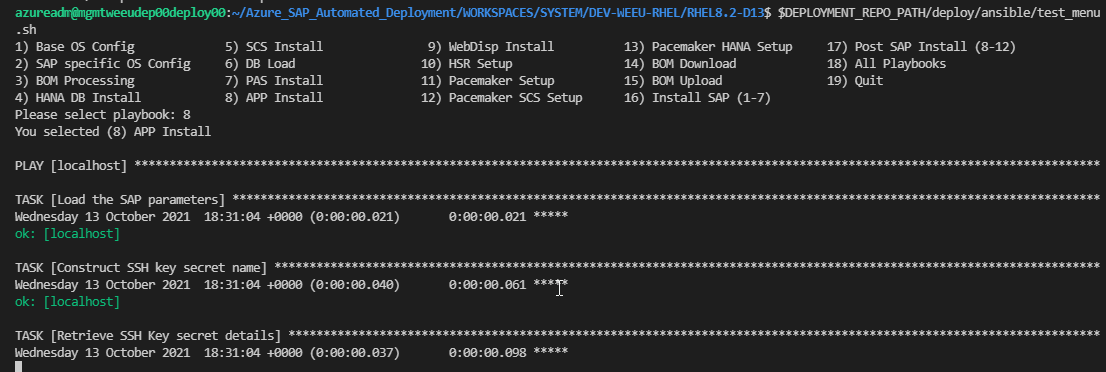 azureadm@mgmtweeudep00deploy00:~/Azure_SAP_Automated_Deployment/WORKSPACES/SYSTEM/DEV-WEEU-RHEL/RHEL8.2-D13$ $DEPLOYMENT_REPO_PATH/deploy/ansible/test_menu
.sh
1) Base OS Config 5) SCS Install 9) WebDisp Install 13) Pacemaker HANA Setup 17) Post SAP Install (8-12)
2) SAP specific OS Config 6) DB Load 10) HSR Setup 14) BOM Download 18) All Playbooks
3) BOM Processing 7) PAS Install 11) Pacemaker Setup 15) BOM Upload 19) Quit
4) HANA DB Install 8) APP Install 12) Pacemaker SCS Setup 16) Install SAP (1-7)
Please select playbook: 8
You selected (8) APP Install
PLAY [localhost] ******************************************************************************************************************************************
TASK [Load the SAP parameters] ****************************************************************************************************************************
Wednesday 13 October 2021  18:31:04 +0000 (0:00:00.021)       0:00:00.021 *****
ok: [localhost]
TASK [Construct SSH key secret name] **********************************************************************************************************************
Wednesday 13 October 2021  18:31:04 +0000 (0:00:00.040)       0:00:00.061 *****
ok: [localhost]
TASK [Retrieve SSH Key secret details] ********************************************************************************************************************
Wednesday 13 October 2021  18:31:04 +0000 (0:00:00.037)       0:00:00.098 *****